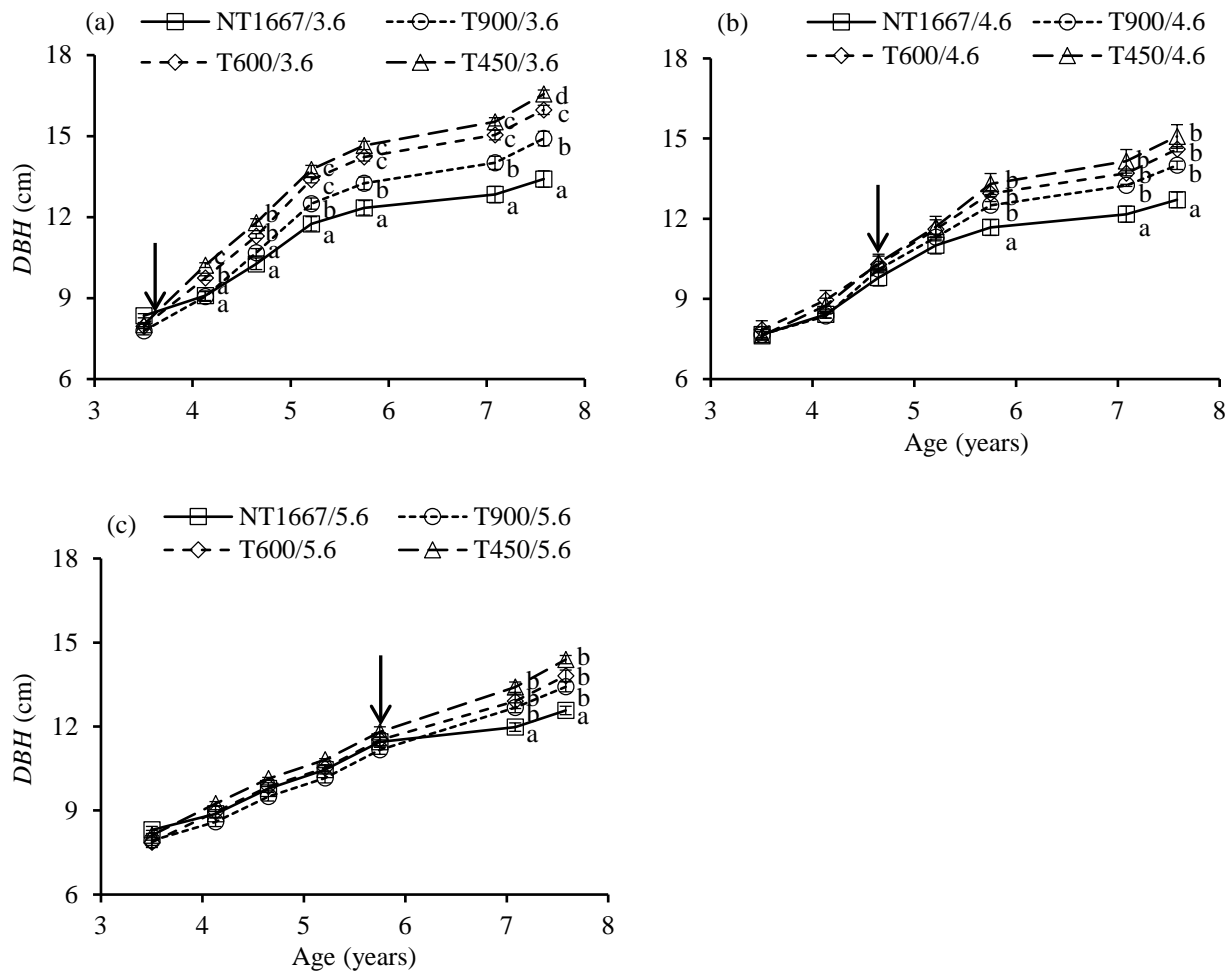 (a)
NT1667/3.6
T900/3.6
T600/3.6
T450/3.6
18
15
12
9
6
DBH (cm)
d
c
b
a
c
c
b
a
c
c
b
a
c
c
b
a
b
b
a
a
c
b
a
a
3
4
5
6
7
8
(b)
NT1667/4.6
T900/4.6
T600/4.6
T450/4.6
18
15
12
9
6
DBH (cm)
b
b
b
a
b
b
b
a
b
b
b
a
3
4
5
6
7
8
Age (years)
(c)
NT1667/5.6
T900/5.6
T600/5.6
T450/5.6
18
15
12
9
6
DBH (cm)
b
b
b
a
b
b
b
a
3
4
5
6
7
8
Age (years)